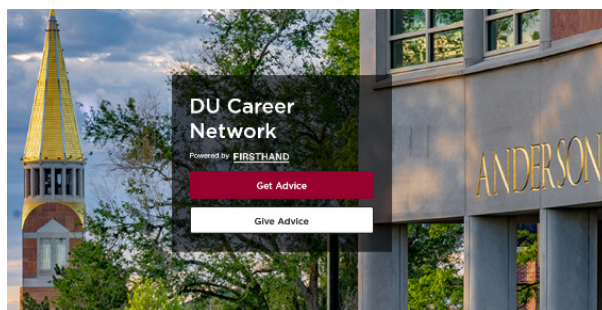 DU Career
Network
Powered by FIRSTHAND
Get Advice
Give Advice
ANDERSON